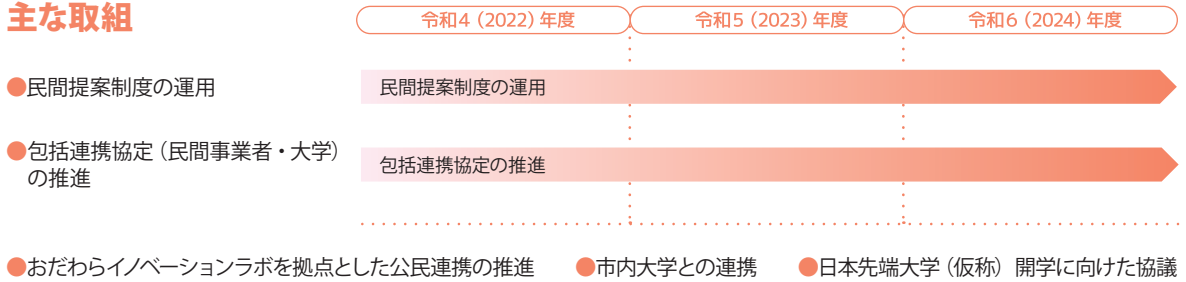 主な取組
令和4（2022）年度 令和5（2023）年度 令和6（2024）年度
●民間提案制度の運用 民間提案制度の運用
●包括連携協定（民間事業者・大学）
の推進
包括連携協定の推進
●おだわらイノベーションラボを拠点とした公民連携の推進 ●市内大学との連携 ●日本先端大学（仮称）開学に向けた協議